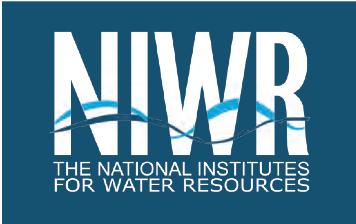 NIWR
THE NATIONAL INSTITUTES
FOR WATER RESOURCES